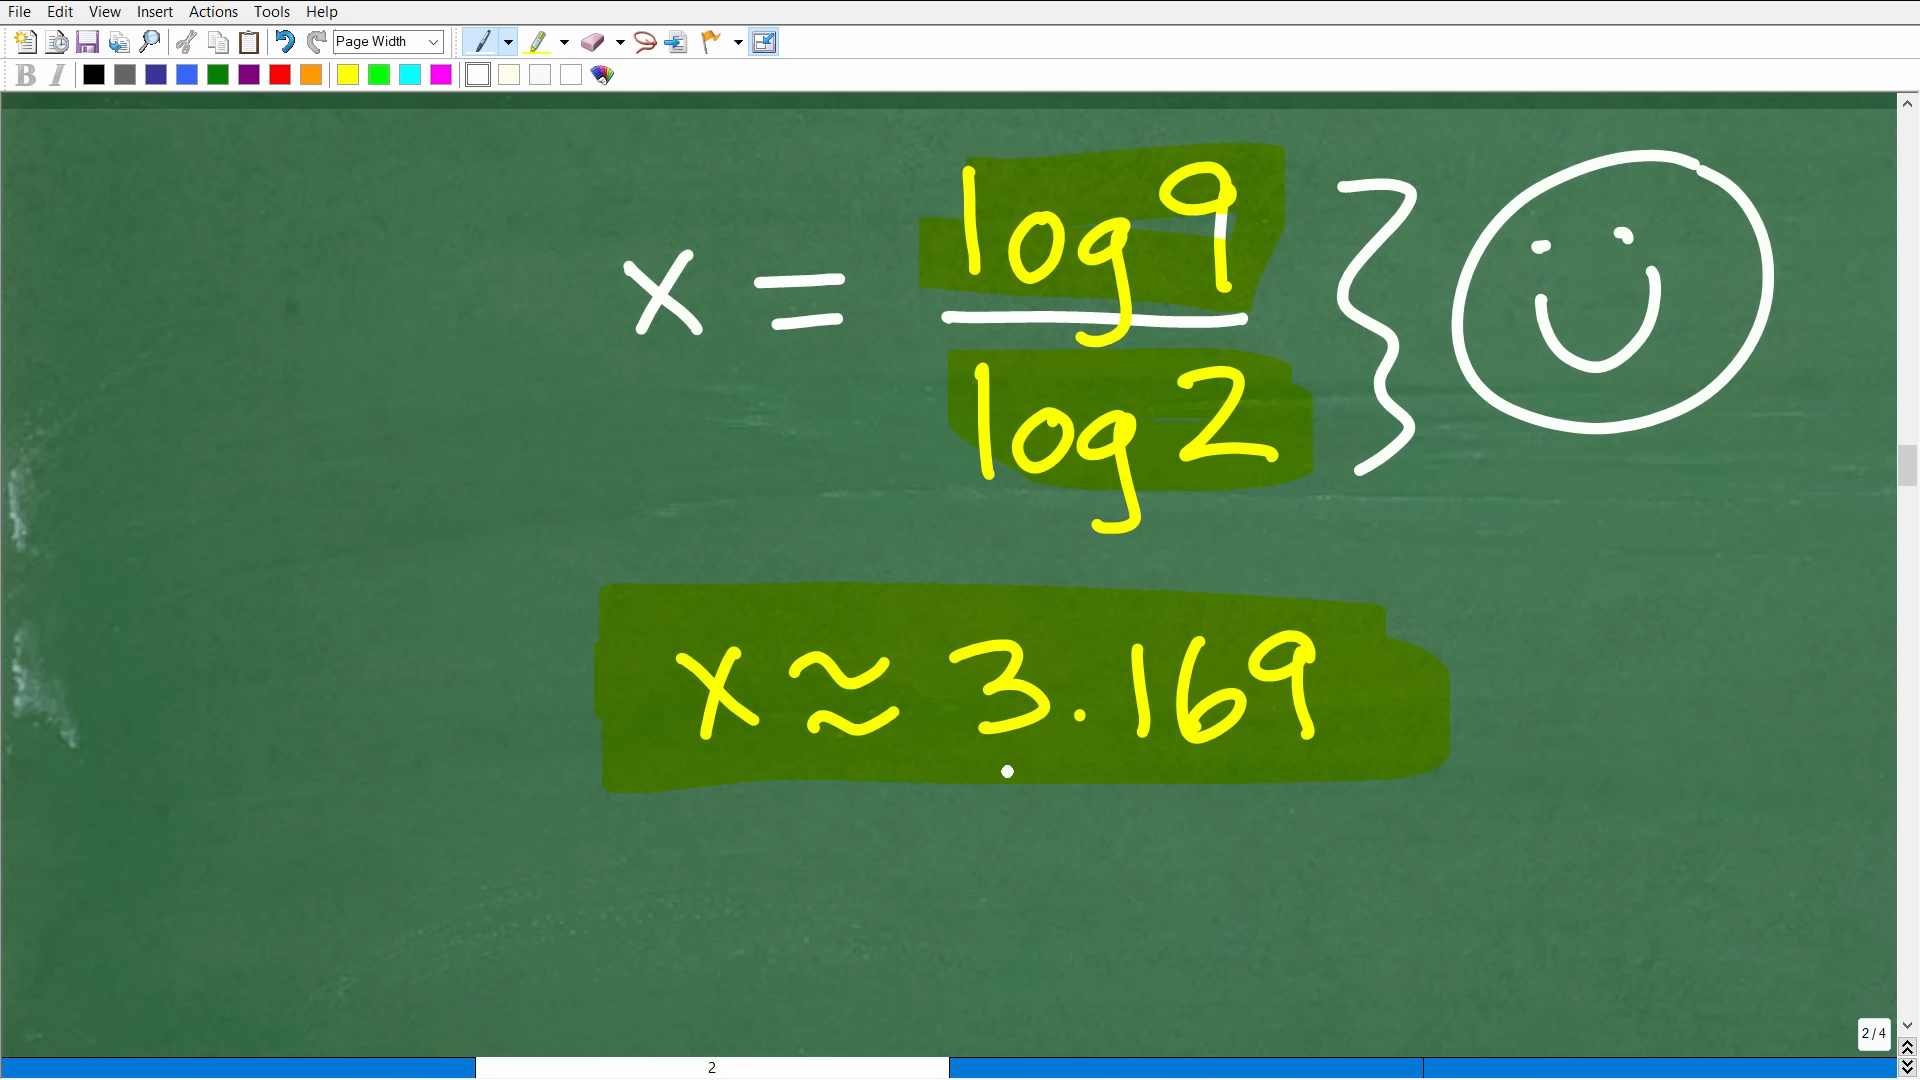 File Edit View Insert Actions Tools Help
Page Width
B I
x = log 9 / log 2
x ≈ 3.169
2 / 4
2